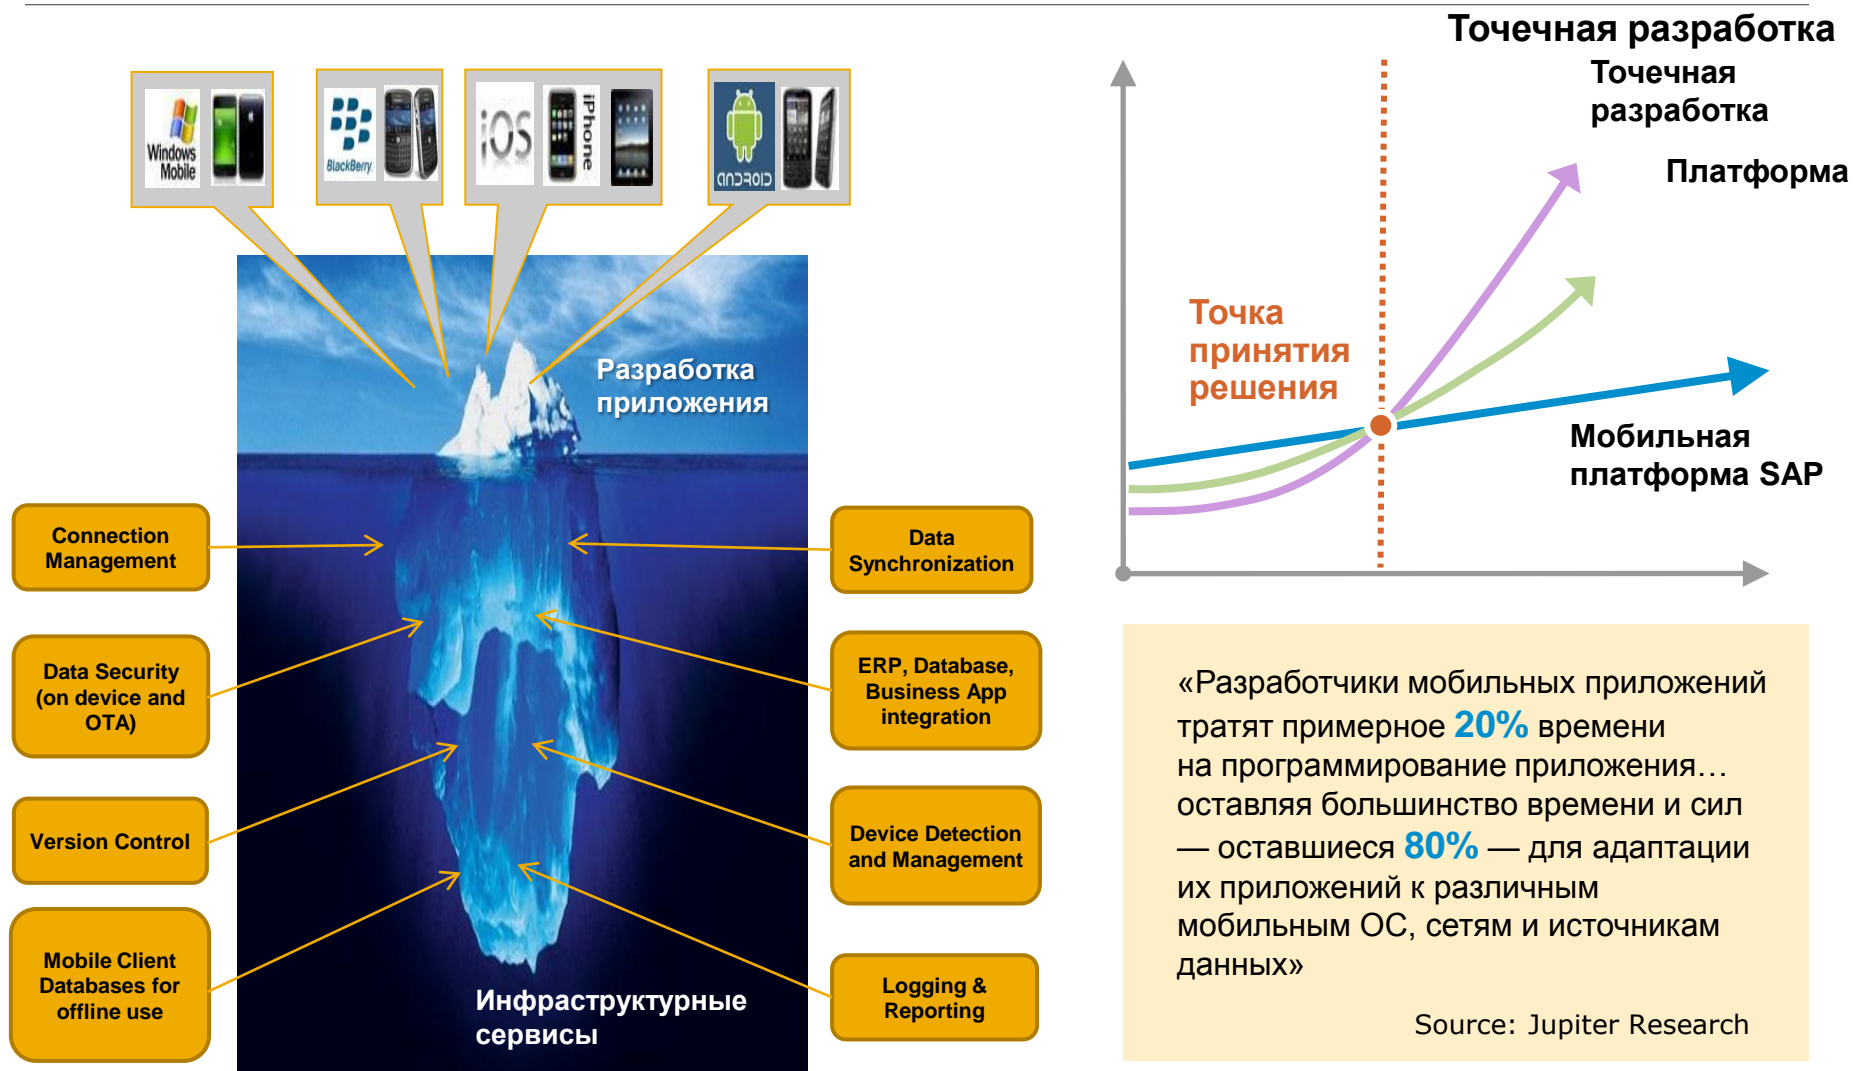 Точечная разработка
Точечная
разработка
Платформа
Точка
принятия
решения
Мобильная
платформа SAP
Windows
Mobile
BlackBerry.
iOS
iPhone
ANDROID
Разработка
приложения
Connection
Management
Data Security
(on device and
OTA)
Version Control
Mobile Client
Databases for
offline use
Data
Synchronization
ERP, Database,
Business App
integration
Device Detection
and Management
Logging &
Reporting
Инфраструктурные
сервисы
«Разработчики мобильных приложений
тратят примерное 20% времени
на программирование приложения…
оставляя большинство времени и сил
— оставшиеся 80% — для адаптации
их приложений к различным
мобильным ОС, сетям и источникам
данных»
Source: Jupiter Research